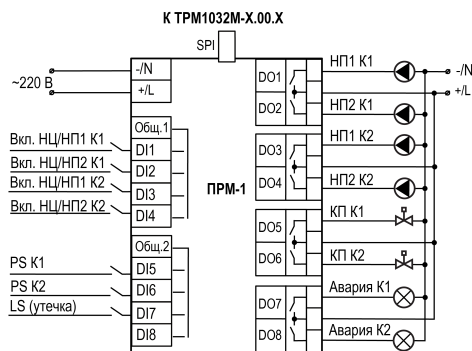 К ТРМ1032М-Х.00.Х
SPI
~220 В
-/N
+/L
Общ.1
Вкл. НЦ/НП1 К1
DI1
Вкл. НЦ/НП2 К1
DI2
Вкл. НЦ/НП1 К2
DI3
Вкл. НЦ/НП2 К2
DI4
Общ.2
PS К1
DI5
PS К2
DI6
LS (утечка)
DI7
DI8
ПРМ-1
DO1
НП1 К1
-/N
+/L
DO2
НП2 К1
DO3
НП1 К2
DO4
НП2 К2
DO5
КП К1
DO6
КП К2
DO7
Авария К1
DO8
Авария К2